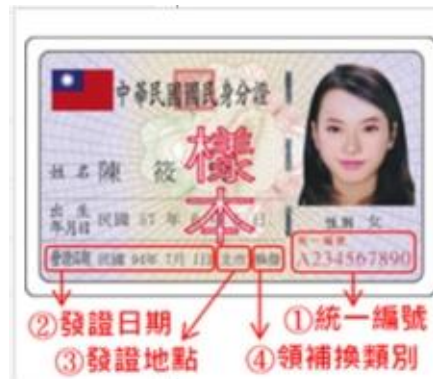 中華民國國民身分證
樣本
姓名 陳 筱
出生年月日 民國 57 年 日
性別 女
發證日期 民國 94年 7月 1日 北市 換發
統一編號
A234567890
②發證日期
①統一編號
③發證地點
④領補換類別